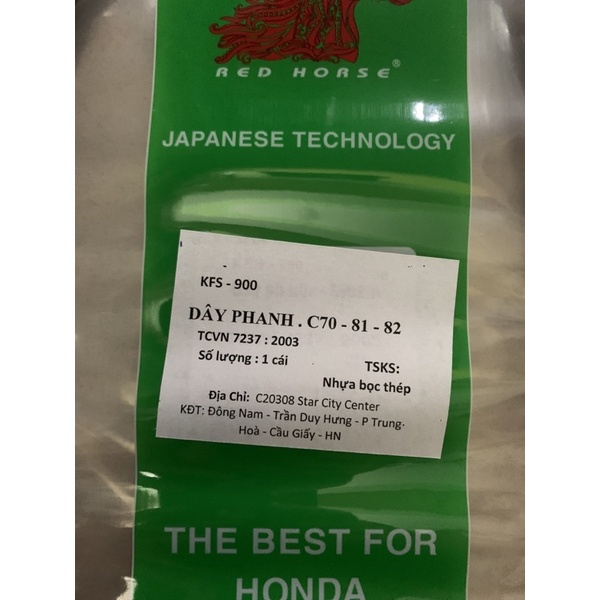 RED HORSE®
JAPANESE TECHNOLOGY
KFS - 900
DÂY PHANH . C70 - 81 - 82
TCVN 7237 : 2003
Số lượng : 1 cái
TSKS:
Nhựa bọc thép
Địa Chỉ: C20308 Star City Center
KĐT: Đông Nam - Trần Duy Hưng - P Trung
Hoà - Cầu Giấy - HN
THE BEST FOR
HONDA